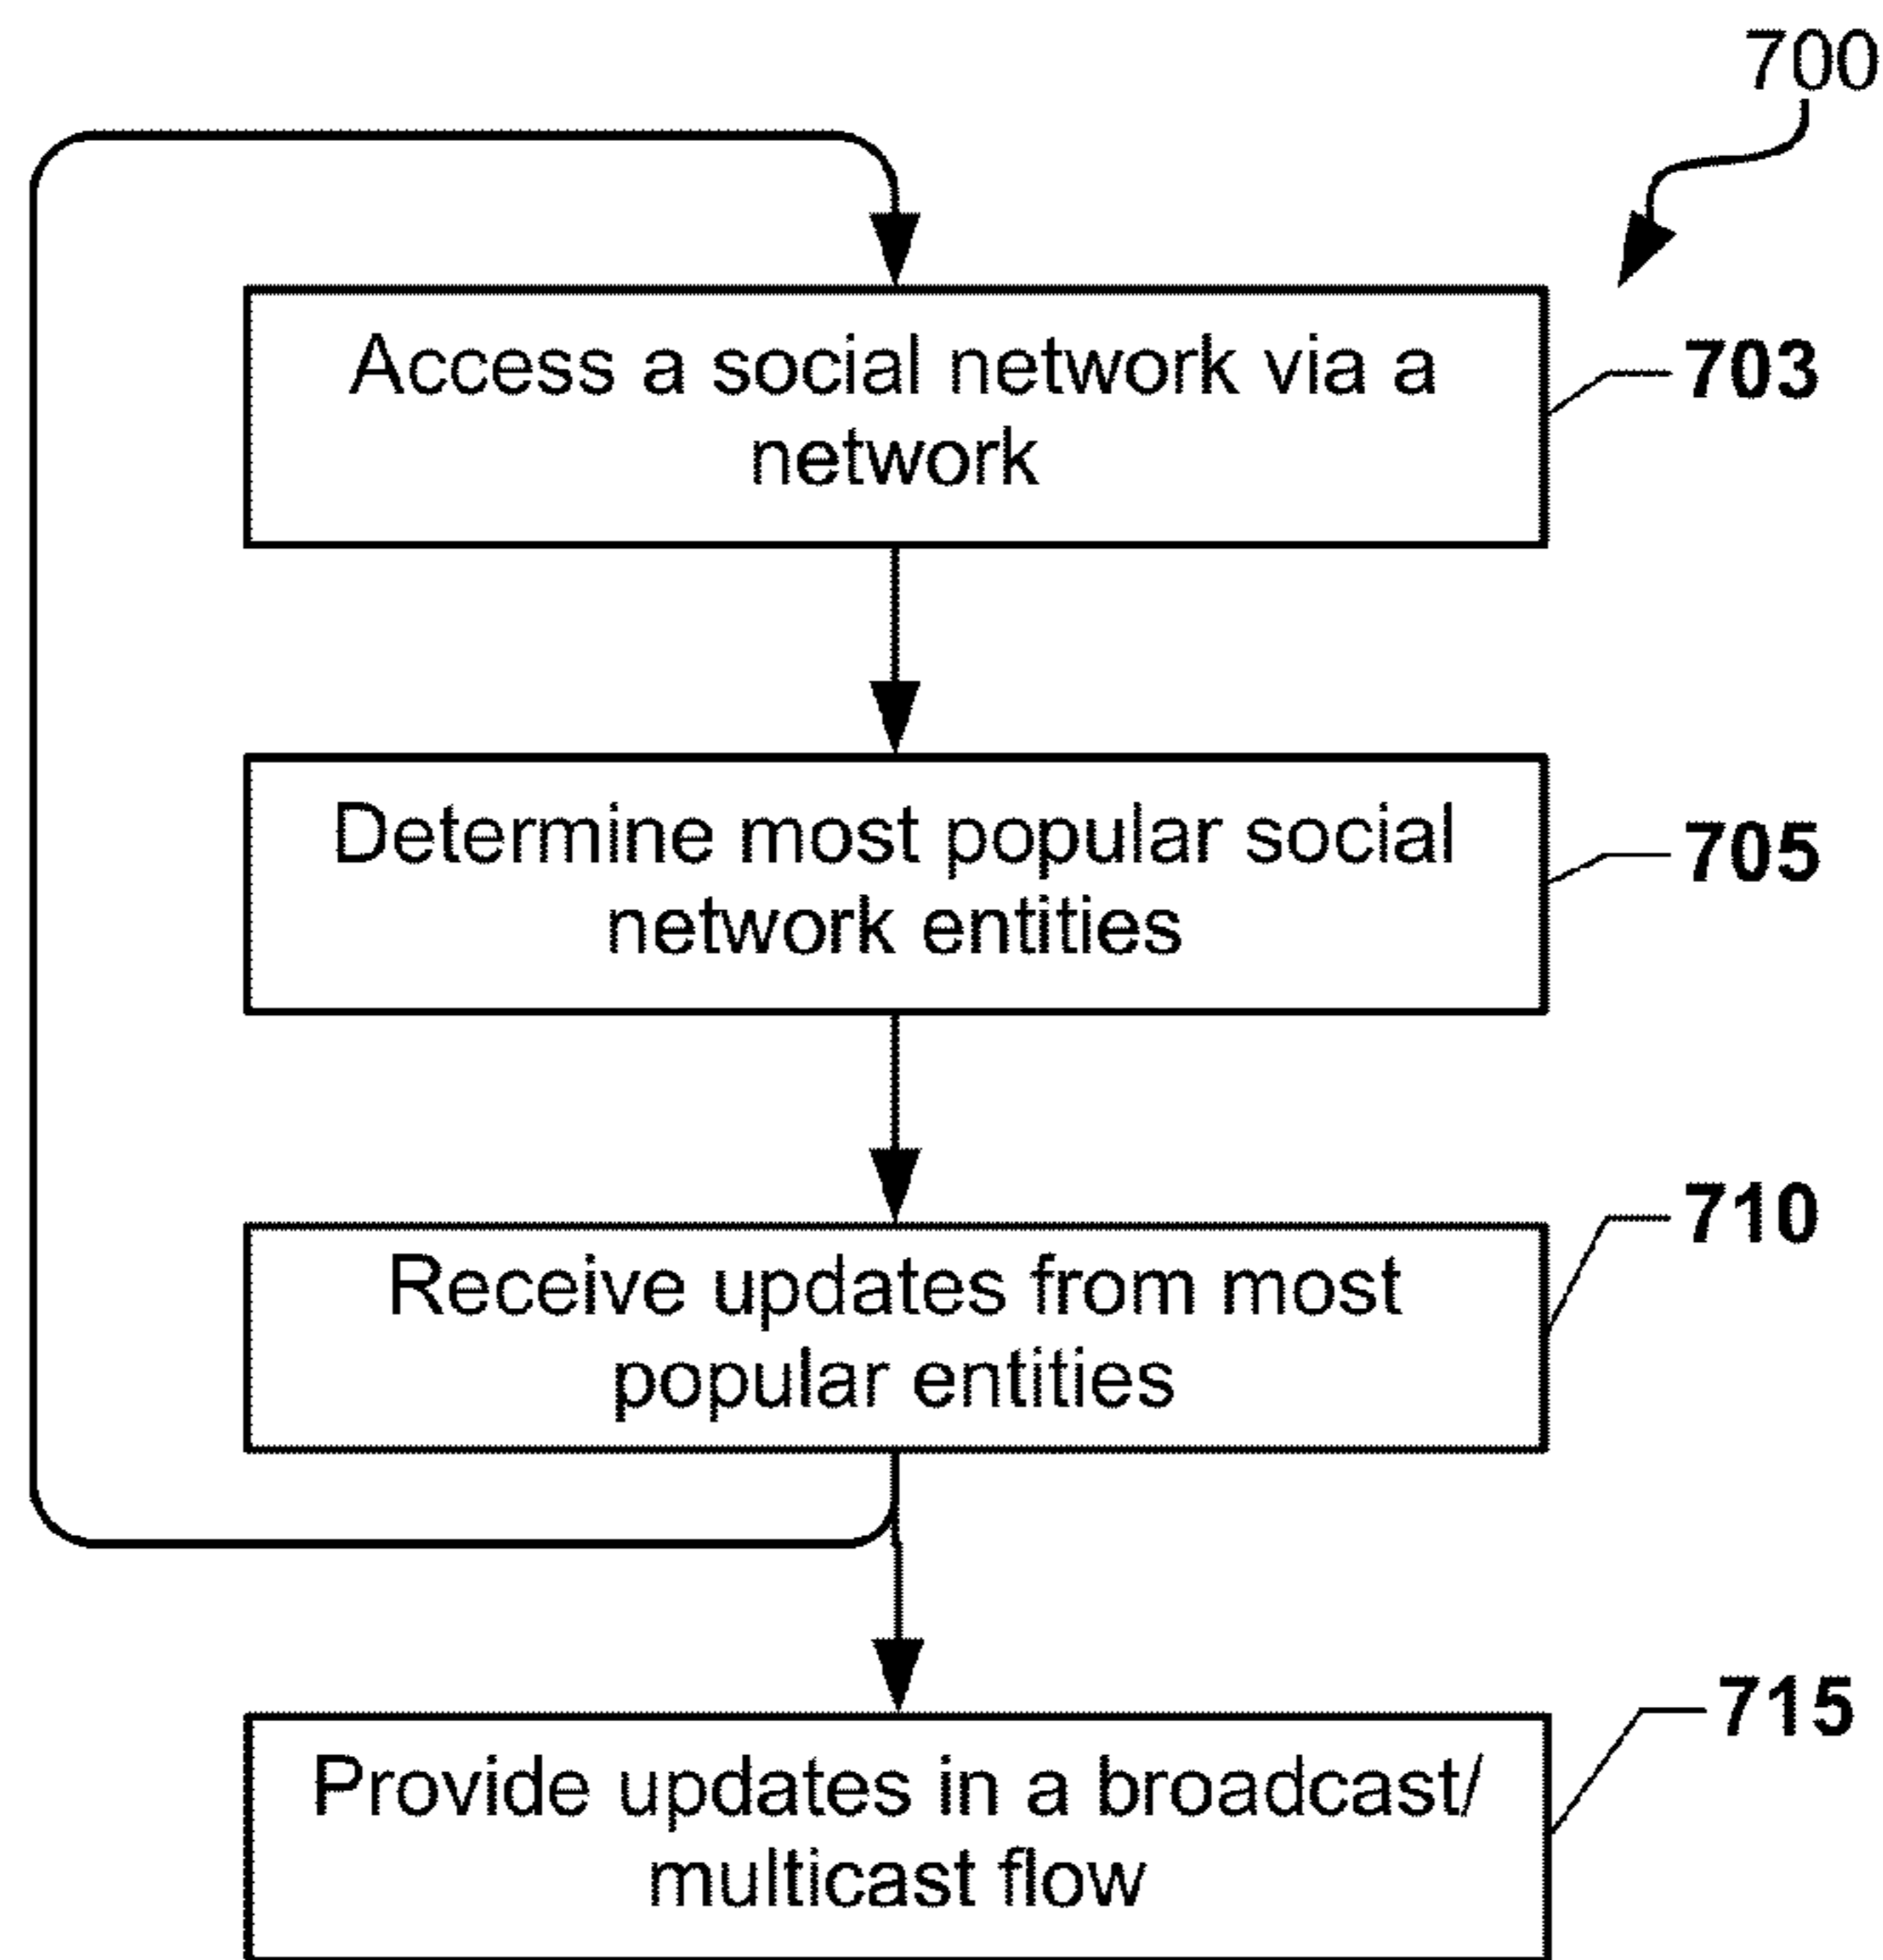 700
Access a social network via a
network
703
Determine most popular social
network entities
705
Receive updates from most
popular entities
710
Provide updates in a broadcast/
multicast flow
715